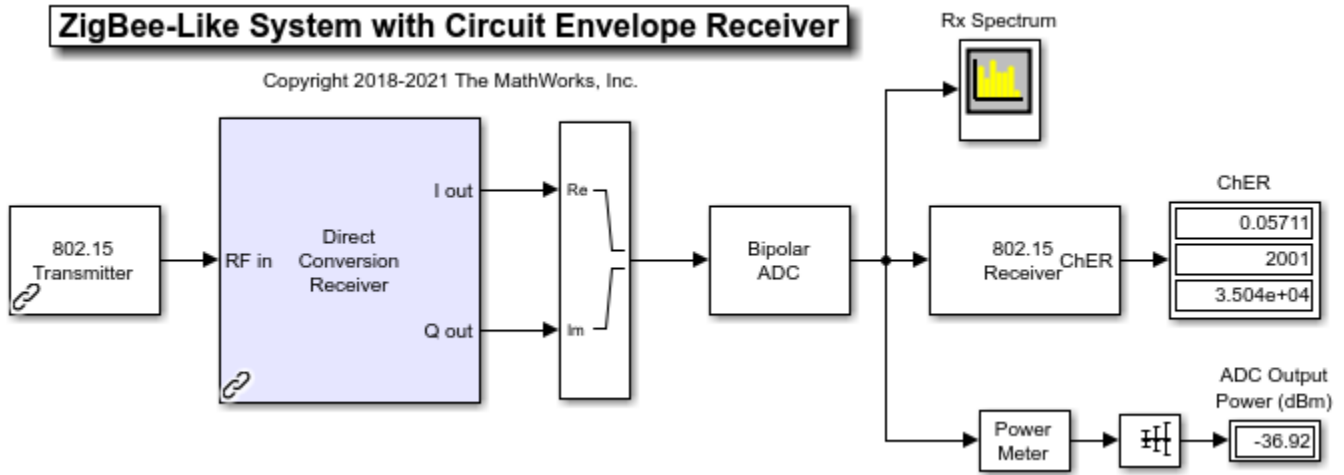 ZigBee-Like System with Circuit Envelope Receiver
Copyright 2018-2021 The MathWorks, Inc.
Rx Spectrum
802.15
Transmitter
RF in
Direct
Conversion
Receiver
I out
Q out
Re
Im
Bipolar
ADC
802.15
Receiver
ChER
ChER
0.05711
2001
3.504e+04
Power
Meter
ADC Output
Power (dBm)
-36.92